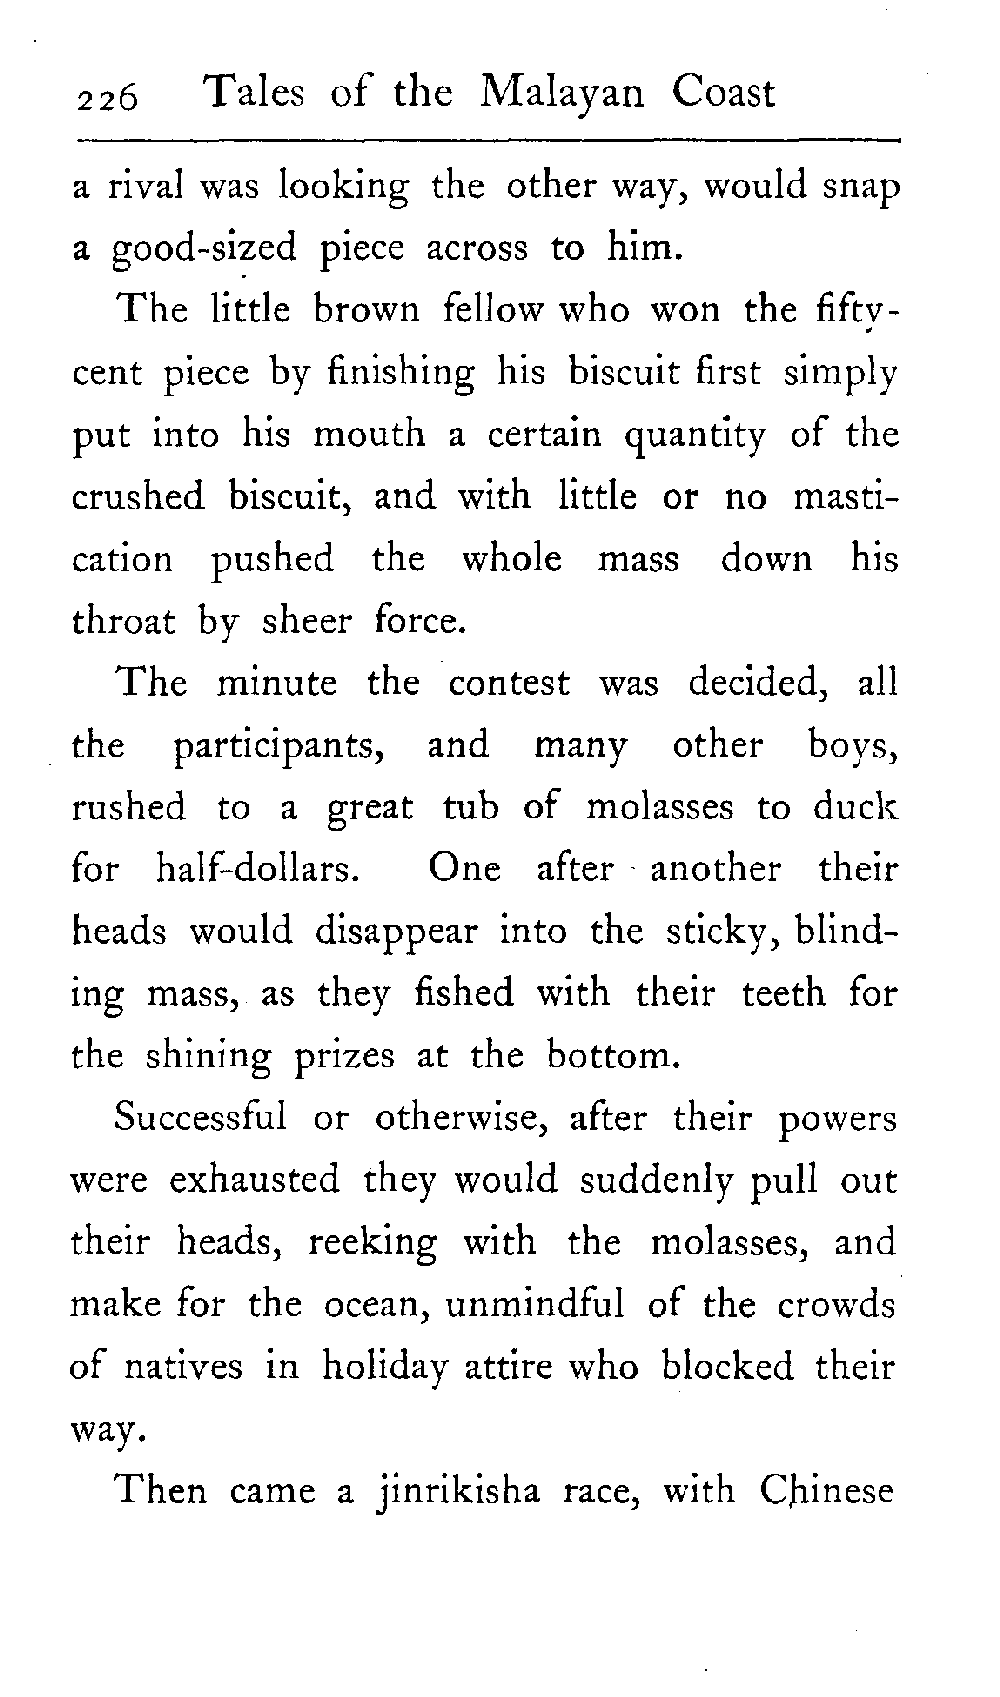 226 Tales of the Malayan Coast
a rival was looking the other way, would snap
a good-sized piece across to him.
The little brown fellow who won the fifty-
cent piece by finishing his biscuit first simply
put into his mouth a certain quantity of the
crushed biscuit, and with little or no masti-
cation pushed the whole mass down his
throat by sheer force.
The minute the contest was decided, all
the participants, and many other boys,
rushed to a great tub of molasses to duck
for half-dollars. One after another their
heads would disappear into the sticky, blind-
ing mass, as they fished with their teeth for
the shining prizes at the bottom.
Successful or otherwise, after their powers
were exhausted they would suddenly pull out
their heads, reeking with the molasses, and
make for the ocean, unmindful of the crowds
of natives in holiday attire who blocked their
way.
Then came a jinrikisha race, with Chinese